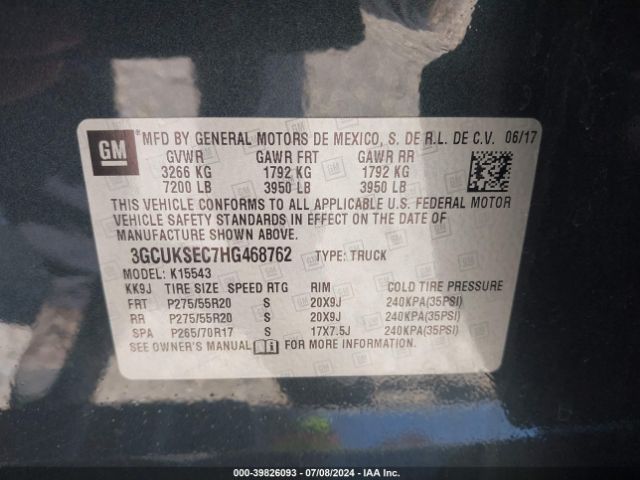 GM ® MFD BY GENERAL MOTORS DE MEXICO, S. DE R.L. DE C.V. 06/17
GVWR GAWR FRT GAWR RR
3266 KG 1792 KG 1792 KG
7200 LB 3950 LB 3950 LB
THIS VEHICLE CONFORMS TO ALL APPLICABLE U.S. FEDERAL MOTOR
VEHICLE SAFETY STANDARDS IN EFFECT ON THE DATE OF
MANUFACTURE SHOWN ABOVE.
3GCUKSEC7HG468762 TYPE: TRUCK
MODEL: K15543
KK9J TIRE SIZE SPEED RTG RIM COLD TIRE PRESSURE
FRT P275/55R20 S 20X9J 240KPA(35PSI)
RR P275/55R20 S 20X9J 240KPA(35PSI)
SPA P265/70R17 S 17X7.5J 240KPA(35PSI)
SEE OWNER'S MANUAL FOR MORE INFORMATION.
000-39826093 - 07/08/2024 - IAA Inc.